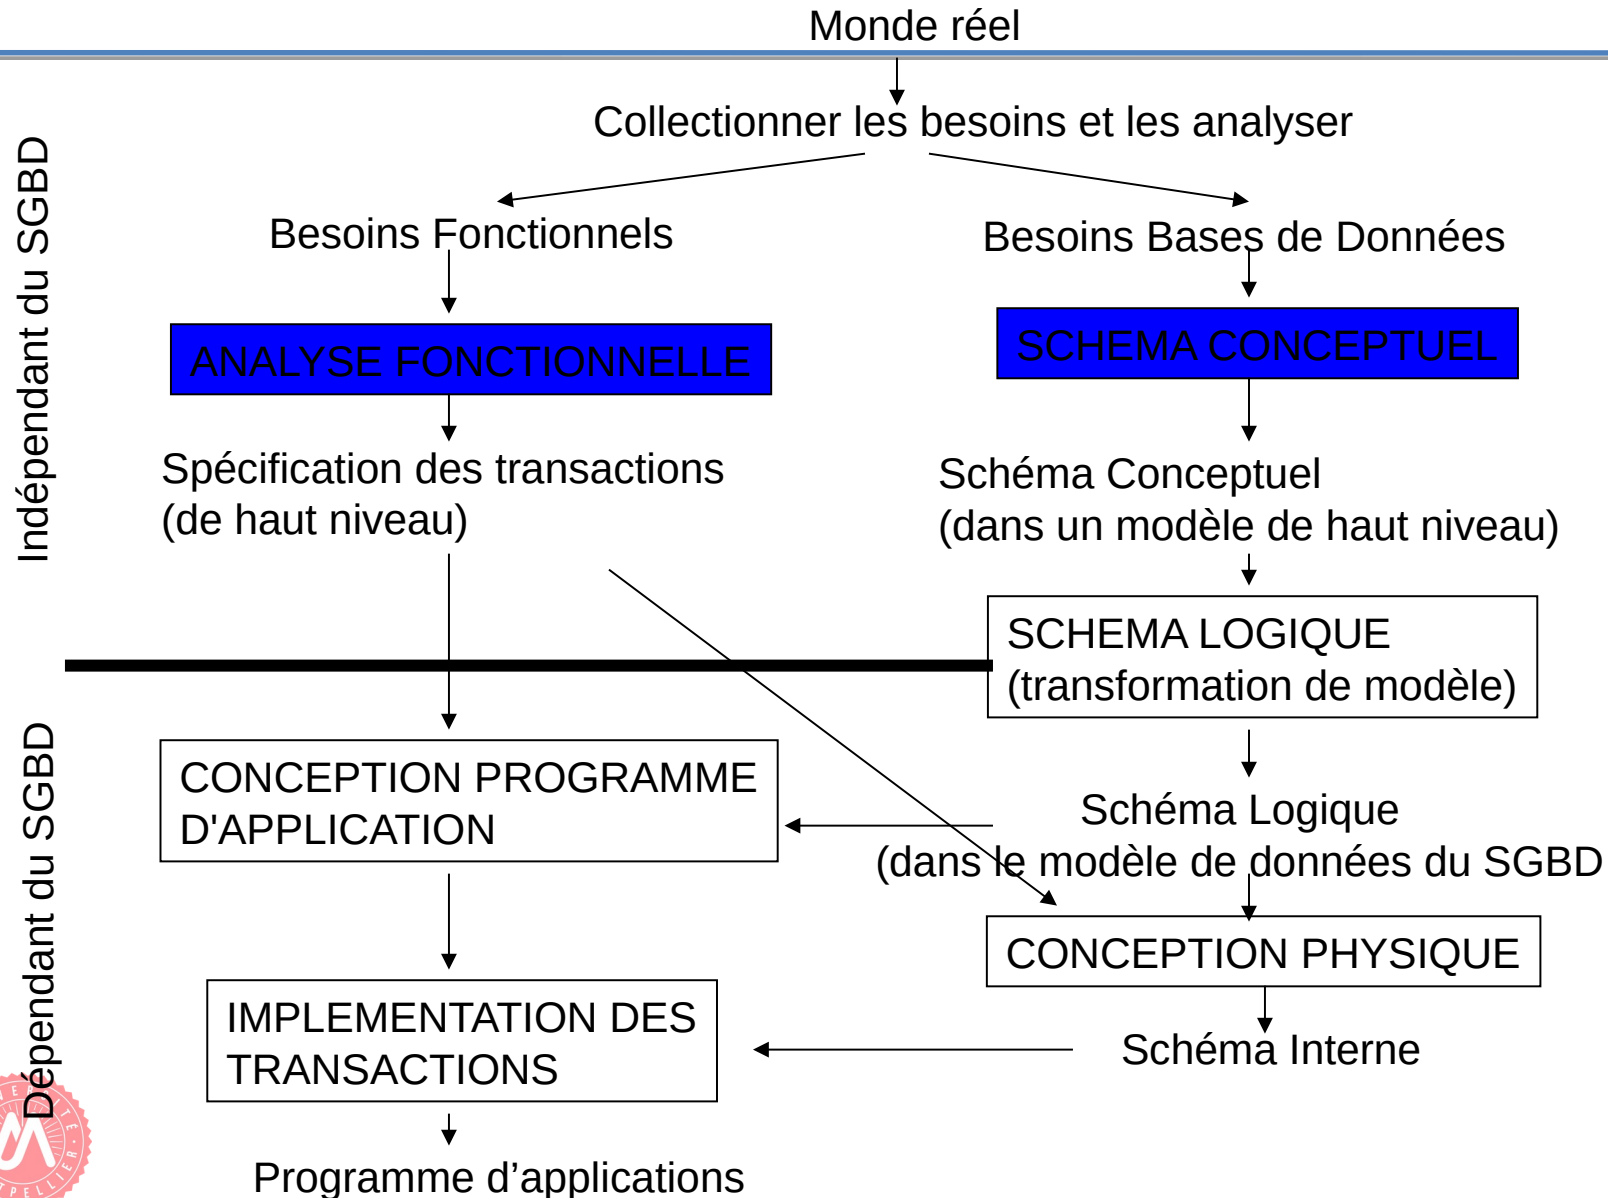 Monde réel
Collectionner les besoins et les analyser
Indépendant du SGBD
Besoins Fonctionnels
Besoins Bases de Données
ANALYSE FONCTIONNELLE
SCHEMA CONCEPTUEL
Spécification des transactions
(de haut niveau)
Schéma Conceptuel
(dans un modèle de haut niveau)
SCHEMA LOGIQUE
(transformation de modèle)
Dépendant du SGBD
CONCEPTION PROGRAMME
D'APPLICATION
Schéma Logique
(dans le modèle de données du SGBD
CONCEPTION PHYSIQUE
IMPLEMENTATION DES
TRANSACTIONS
Schéma Interne
Programme d’applications